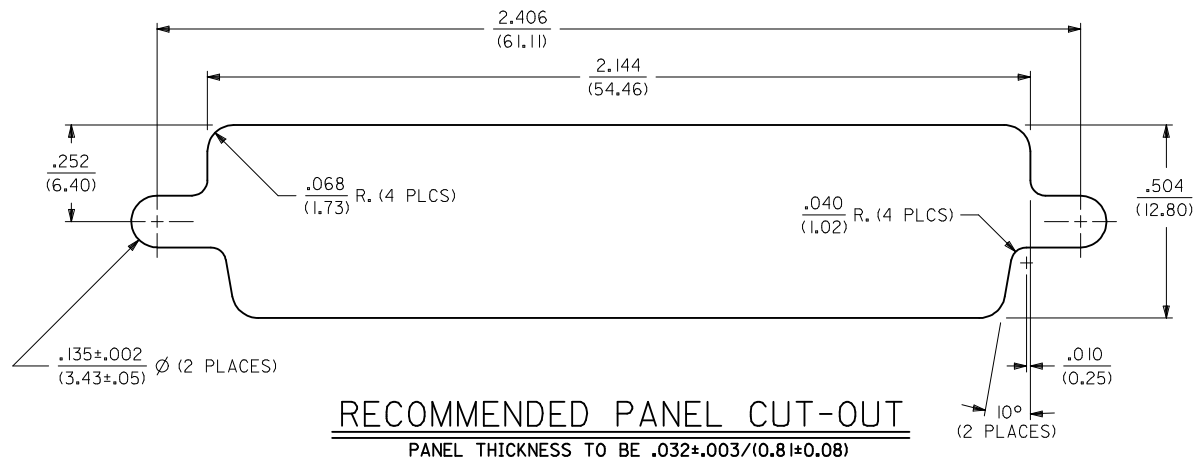 2.406
(61.11)
2.144
(54.46)
.252
(6.40)
.068
(1.73) R. (4 PLCS)
.040
(1.02) R. (4 PLCS)
.504
(12.80)
.135±.002
(3.43±.05) Ø (2 PLACES)
.010
(0.25)
10°
(2 PLACES)
RECOMMENDED PANEL CUT-OUT
PANEL THICKNESS TO BE .032±.003/(0.81±0.08)